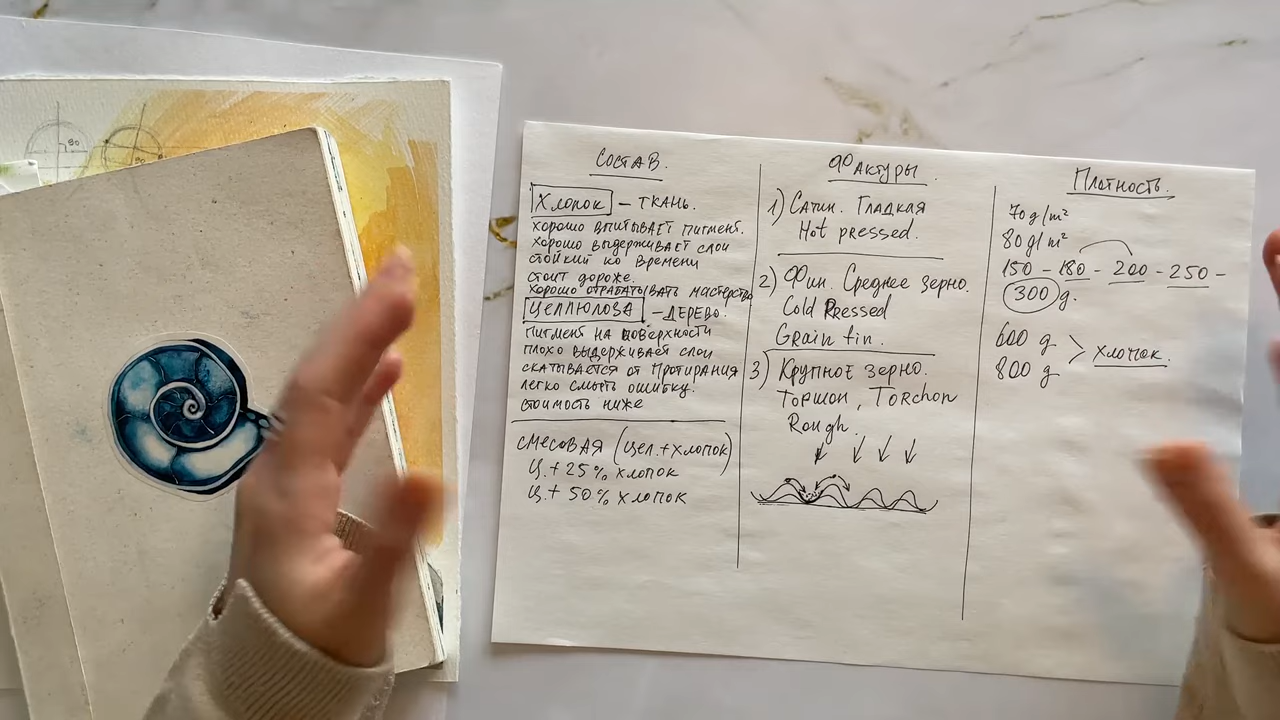 Состав.
Хлопок - ткань.
хорошо впитывает пигмент.
хорошо выдерживает слои
стойкий ко времени
стоит дороже.
хорошо отрабатывать мастерство
Целлюлоза - дерево.
пигмент на поверхности
плохо выдерживает слои
скатывается от протирания
легко смыть ошибку.
стоимость ниже
смесовая (цел.+хлопок)
Ц.+ 25% хлопок
Ц.+ 50% хлопок
Фактуры.
1) Сатин. Гладкая
Hot pressed.
2) Фин. Среднее зерно.
Cold Pressed
Grain fin.
3) Крупное зерно.
Торшон, Torchon
Rough.
Плотность.
70 g/m²
80 g/m²
150 - 180 - 200 - 250 -
300 g.
600 g
800 g > хлопок.
80